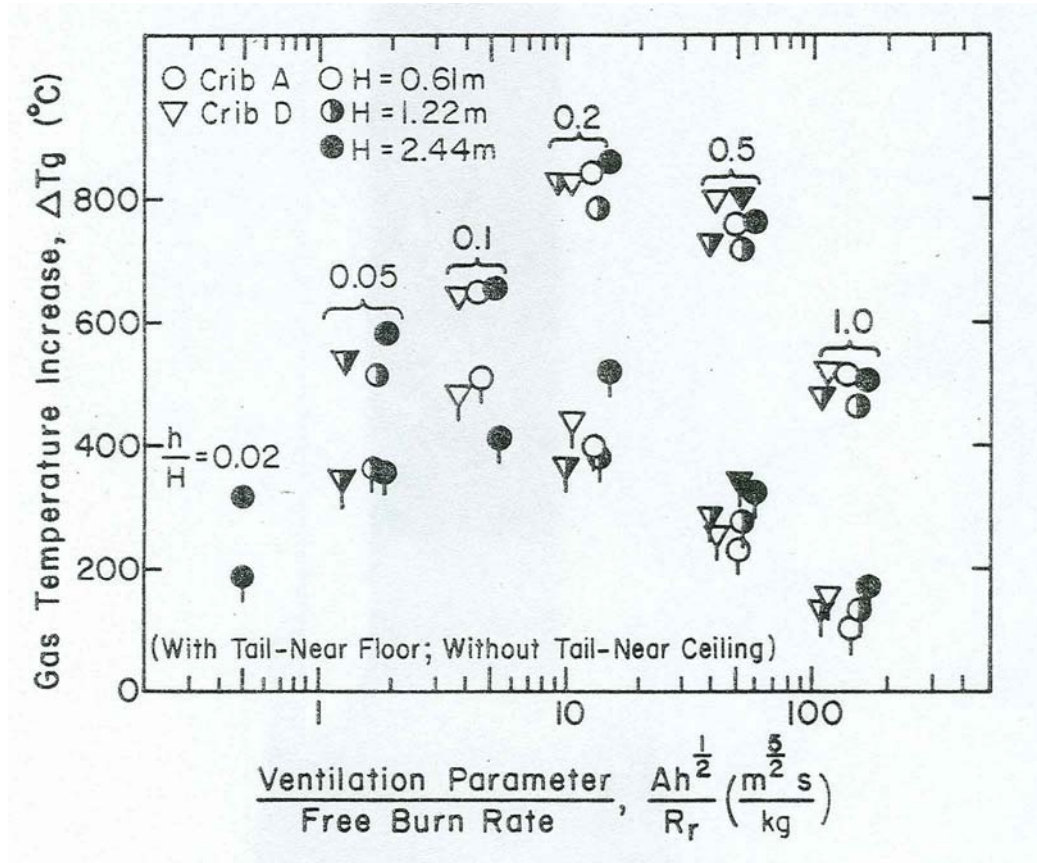 ○ Crib A ○ H = 0.61m
▽ Crib D ◑ H = 1.22m
● H = 2.44m
0.2
0.5
0.1
0.05
1.0
h/H = 0.02
(With Tail-Near Floor; Without Tail-Near Ceiling)
Gas Temperature Increase, ΔTg (°C)
800
600
400
200
0
1 10 100
Ventilation Parameter / Free Burn Rate, Ah^1/2 / Rr (m^5/2 s / kg)